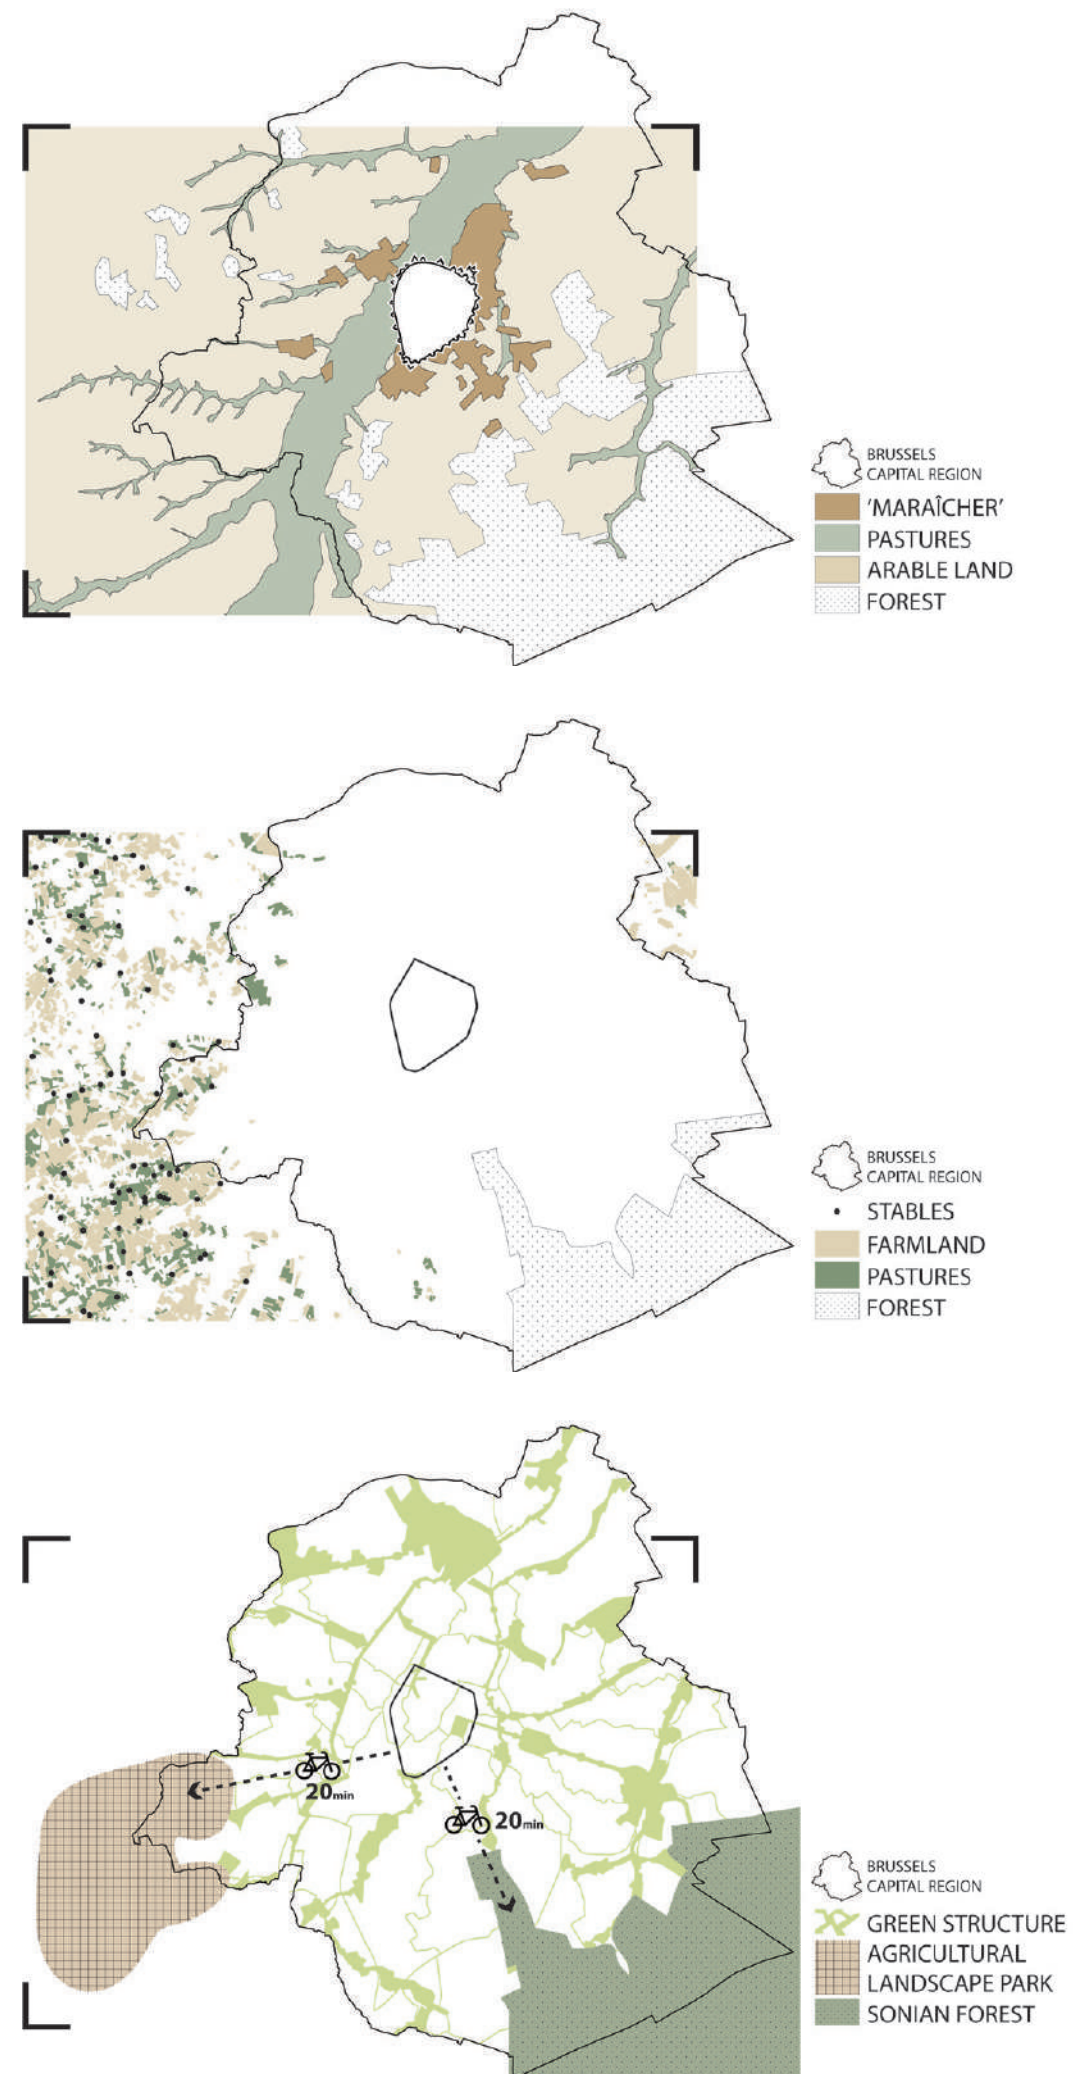 BRUSSELS
CAPITAL REGION
'MARAÎCHER'
PASTURES
ARABLE LAND
FOREST
BRUSSELS
CAPITAL REGION
STABLES
FARMLAND
PASTURES
FOREST
20min
20min
BRUSSELS
CAPITAL REGION
GREEN STRUCTURE
AGRICULTURAL
LANDSCAPE PARK
SONIAN FOREST